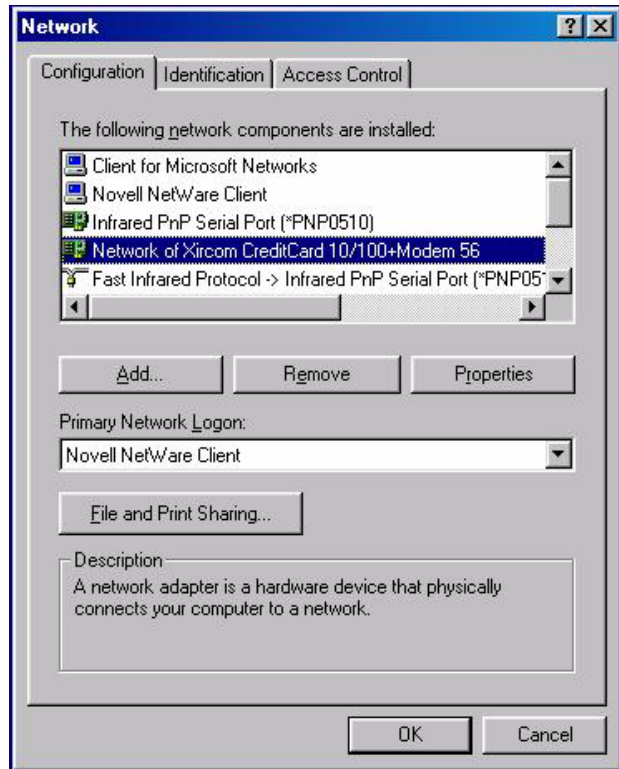 Network
Configuration
Identification
Access Control
The following network components are installed:
Client for Microsoft Networks
Novell NetWare Client
Infrared PnP Serial Port (*PNP0510)
Network of Xircom CreditCard 10/100+Modem 56
Fast Infrared Protocol -> Infrared PnP Serial Port (*PNP05
Add...
Remove
Properties
Primary Network Logon:
Novell NetWare Client
File and Print Sharing...
Description
A network adapter is a hardware device that physically
connects your computer to a network.
OK
Cancel